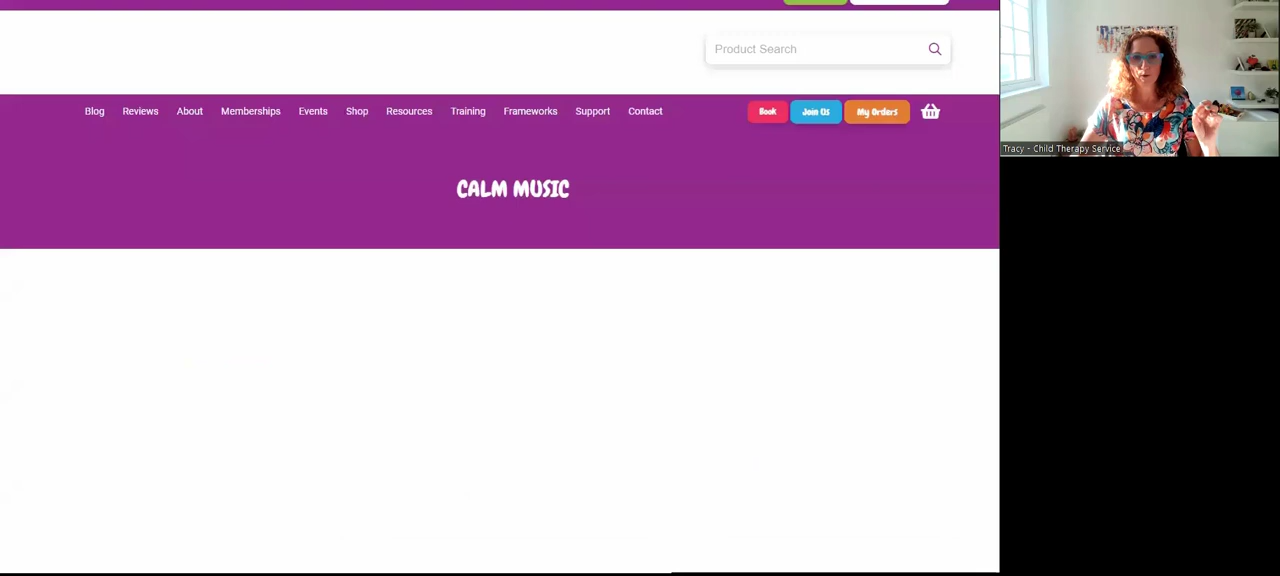 Product Search
Blog Reviews About Memberships Events Shop Resources Training Frameworks Support Contact Book Join Us My Orders
CALM MUSIC
Tracy - Child Therapy Service